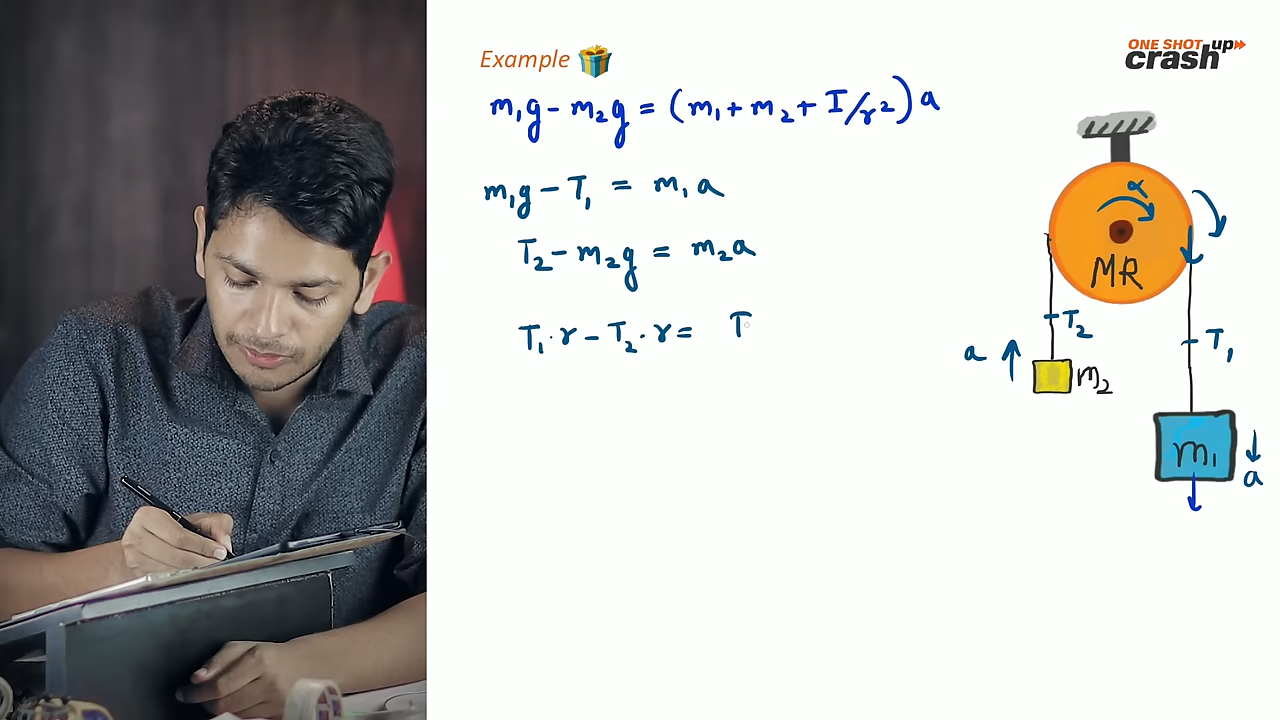 Example
ONE SHOT
crash up
m₁g - m₂g = (m₁ + m₂ + I/r²) a
m₁g - T₁ = m₁a
T₂ - m₂g = m₂a
T₁·r - T₂·r = I
α
MR
T₂
T₁
a
m₂
m₁
a